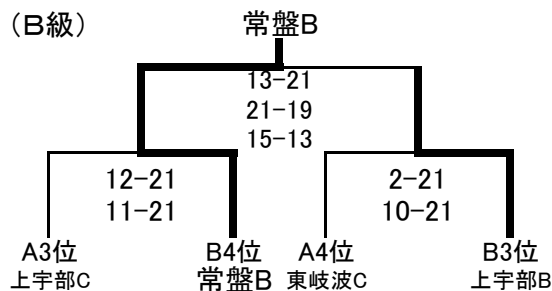 （B級）
常盤B
13-21
21-19
15-13
12-21
11-21
2-21
10-21
A3位
上宇部C
B4位
常盤B
A4位
東岐波C
B3位
上宇部B